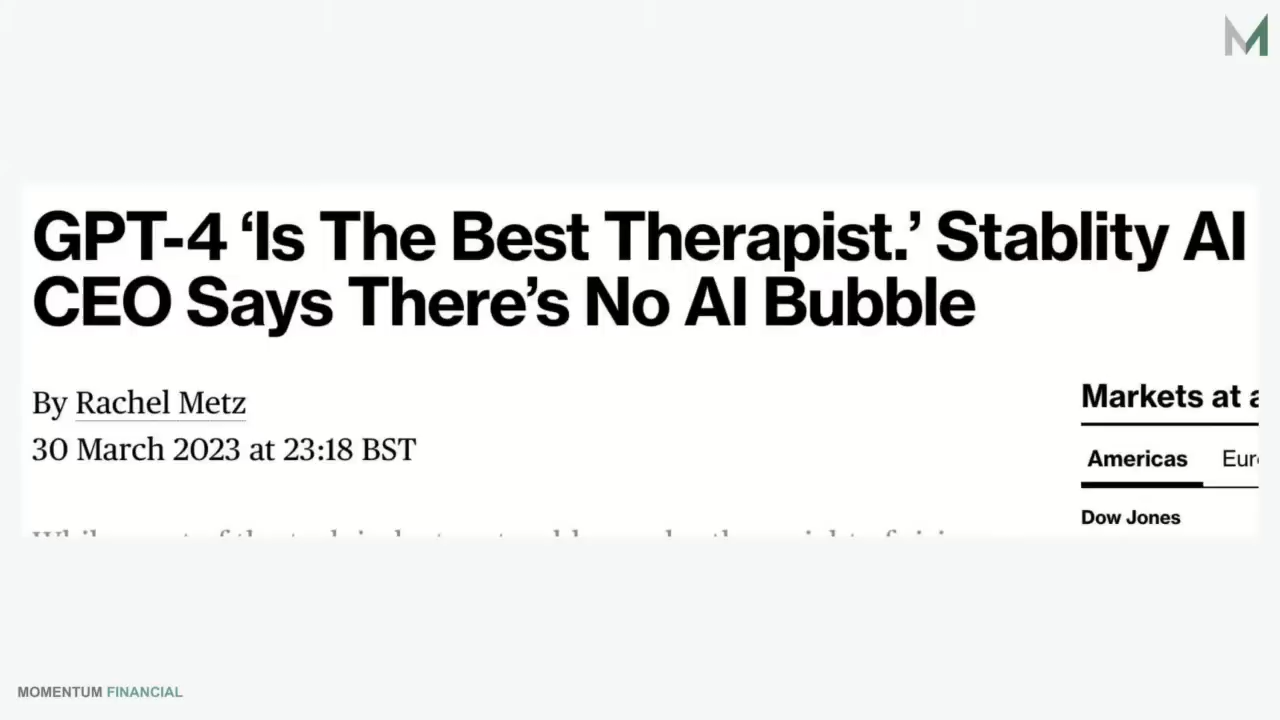 GPT-4 ‘Is The Best Therapist.’ Stablity AI
CEO Says There’s No AI Bubble
By Rachel Metz
30 March 2023 at 23:18 BST
Markets at
Americas
Dow Jones
MOMENTUM FINANCIAL